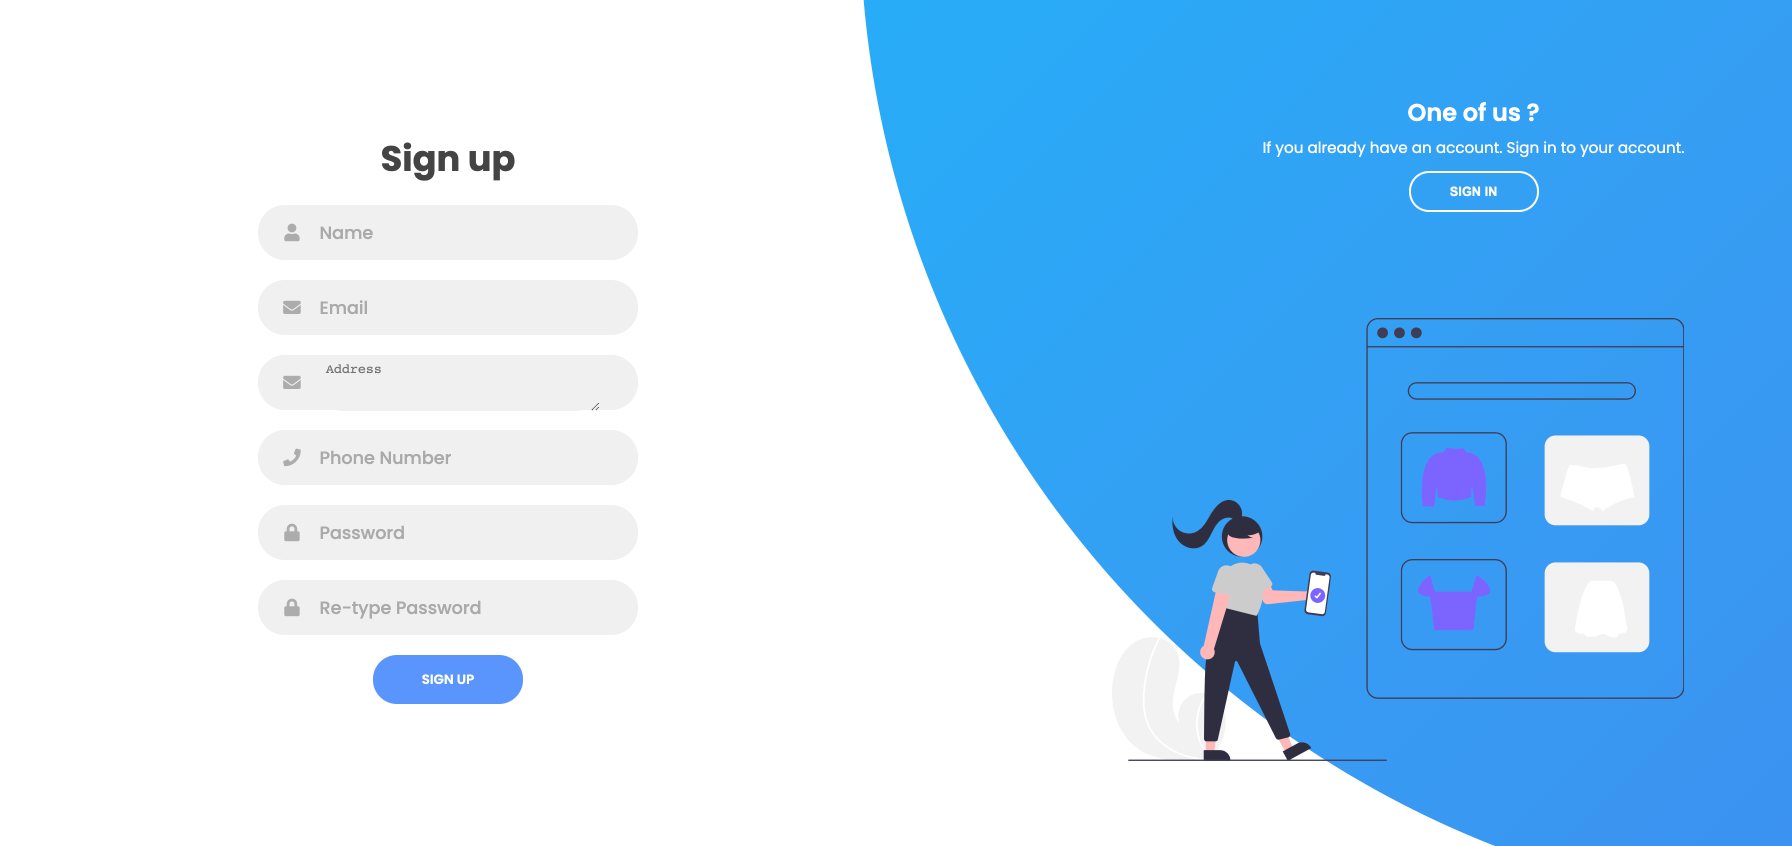 Sign up
Name
Email
Address
Phone Number
Password
Re-type Password
SIGN UP
One of us ?
If you already have an account. Sign in to your account.
SIGN IN